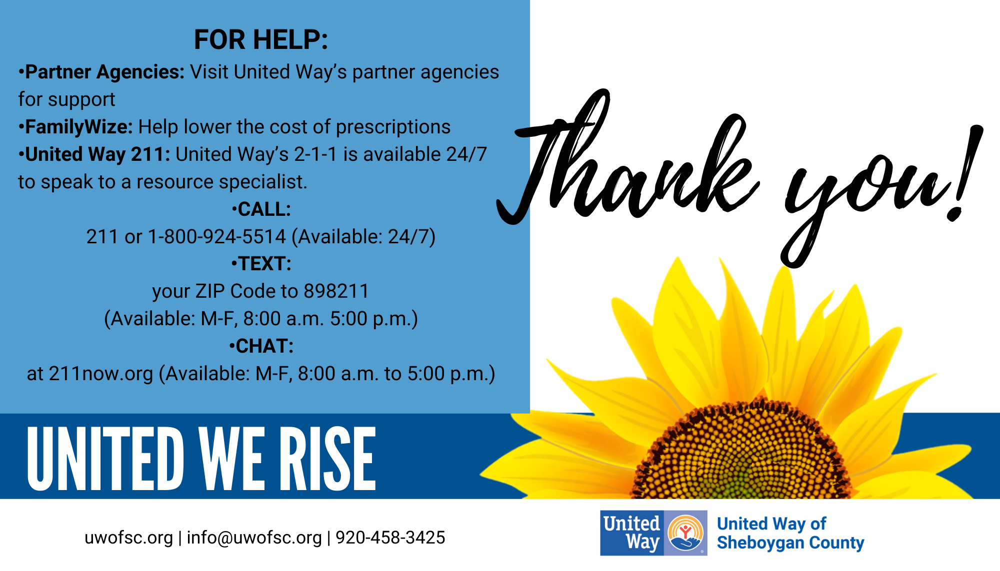 FOR HELP:
•Partner Agencies: Visit United Way’s partner agencies
for support
•FamilyWize: Help lower the cost of prescriptions
•United Way 211: United Way’s 2-1-1 is available 24/7
to speak to a resource specialist.
•CALL:
211 or 1-800-924-5514 (Available: 24/7)
•TEXT:
your ZIP Code to 898211
(Available: M-F, 8:00 a.m. 5:00 p.m.)
•CHAT:
at 211now.org (Available: M-F, 8:00 a.m. to 5:00 p.m.)
Thank you!
UNITED WE RISE
uwofsc.org | info@uwofsc.org | 920-458-3425
United
Way
®
United Way of
Sheboygan County